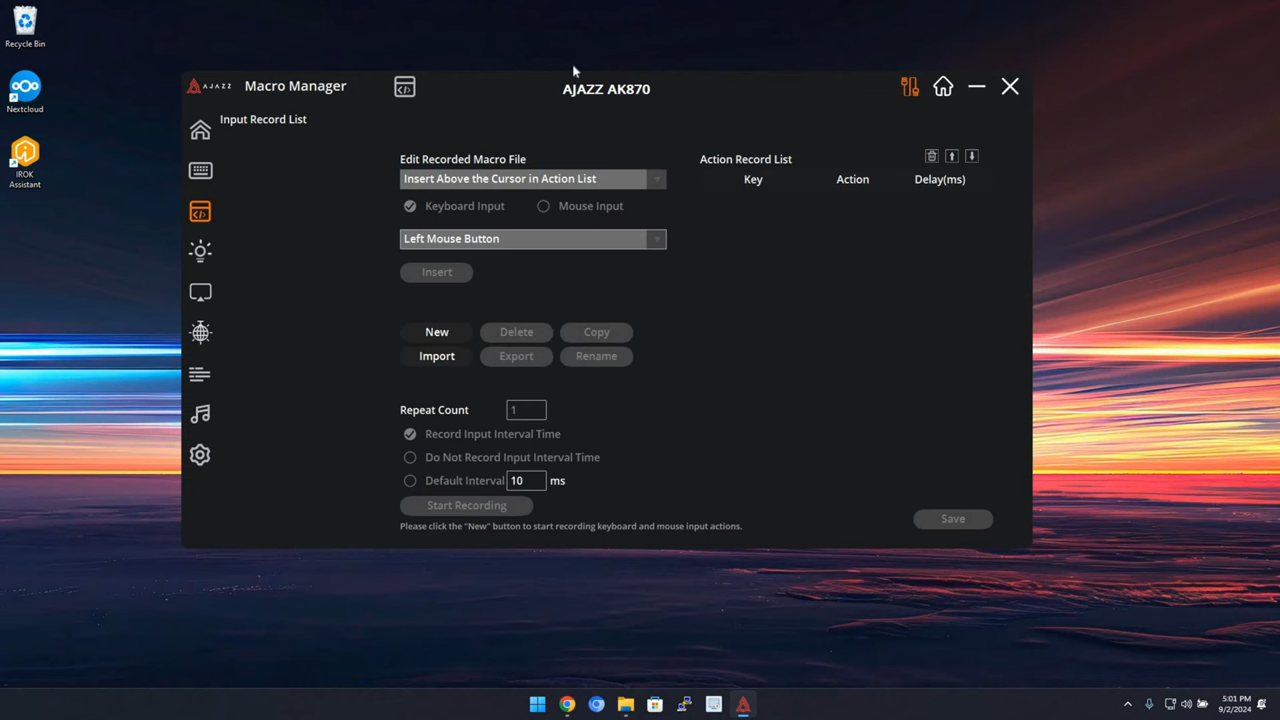 Recycle Bin
Nextcloud
IROK
Assistant
AJAZZ
Macro Manager
AJAZZ AK870
Input Record List
Edit Recorded Macro File
Insert Above the Cursor in Action List
Keyboard Input
Mouse Input
Left Mouse Button
Insert
New
Delete
Copy
Import
Export
Rename
Repeat Count
1
Record Input Interval Time
Do Not Record Input Interval Time
Default Interval 10 ms
Start Recording
Please click the "New" button to start recording keyboard and mouse input actions.
Action Record List
Key
Action
Delay(ms)
Save
5:01 PM
9/2/2024